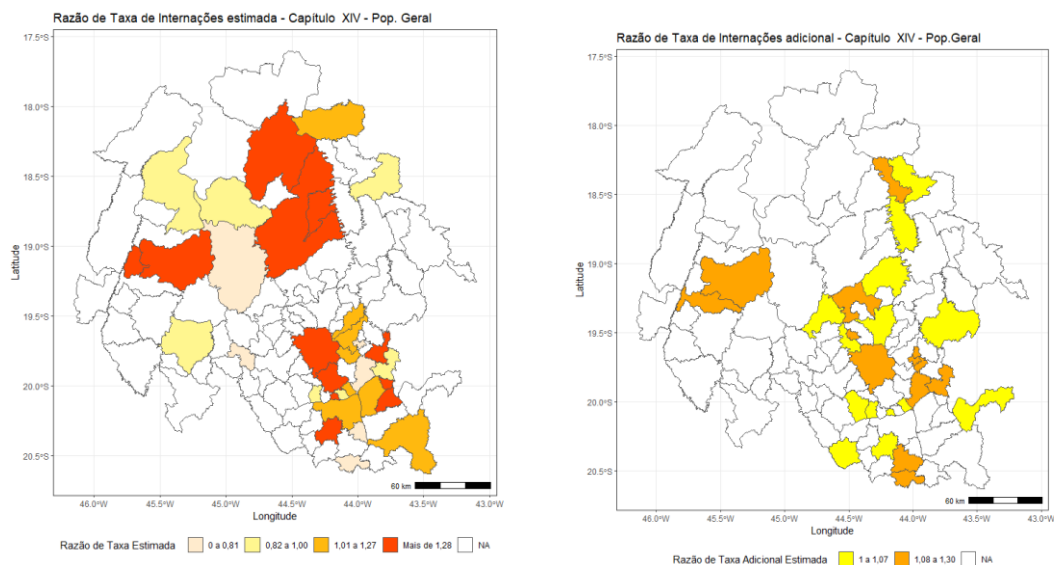 Razão de Taxa de Internações estimada - Capítulo XIV - Pop. Geral
17.5°S
18.0°S
18.5°S
19.0°S
19.5°S
20.0°S
20.5°S
Latitude
60 km
46.0°W 45.5°W 45.0°W 44.5°W 44.0°W 43.5°W 43.0°W
Longitude
Razão de Taxa Estimada 0 a 0,81 0,82 a 1,00 1,01 a 1,27 Mais de 1,28 NA
Razão de Taxa de Internações adicional - Capítulo XIV - Pop.Geral
17.5°S
18.0°S
18.5°S
19.0°S
19.5°S
20.0°S
20.5°S
Latitude
60 km
46.0°W 45.5°W 45.0°W 44.5°W 44.0°W 43.5°W 43.0°W
Longitude
Razão de Taxa Adicional Estimada 1 a 1,07 1,08 a 1,30 NA